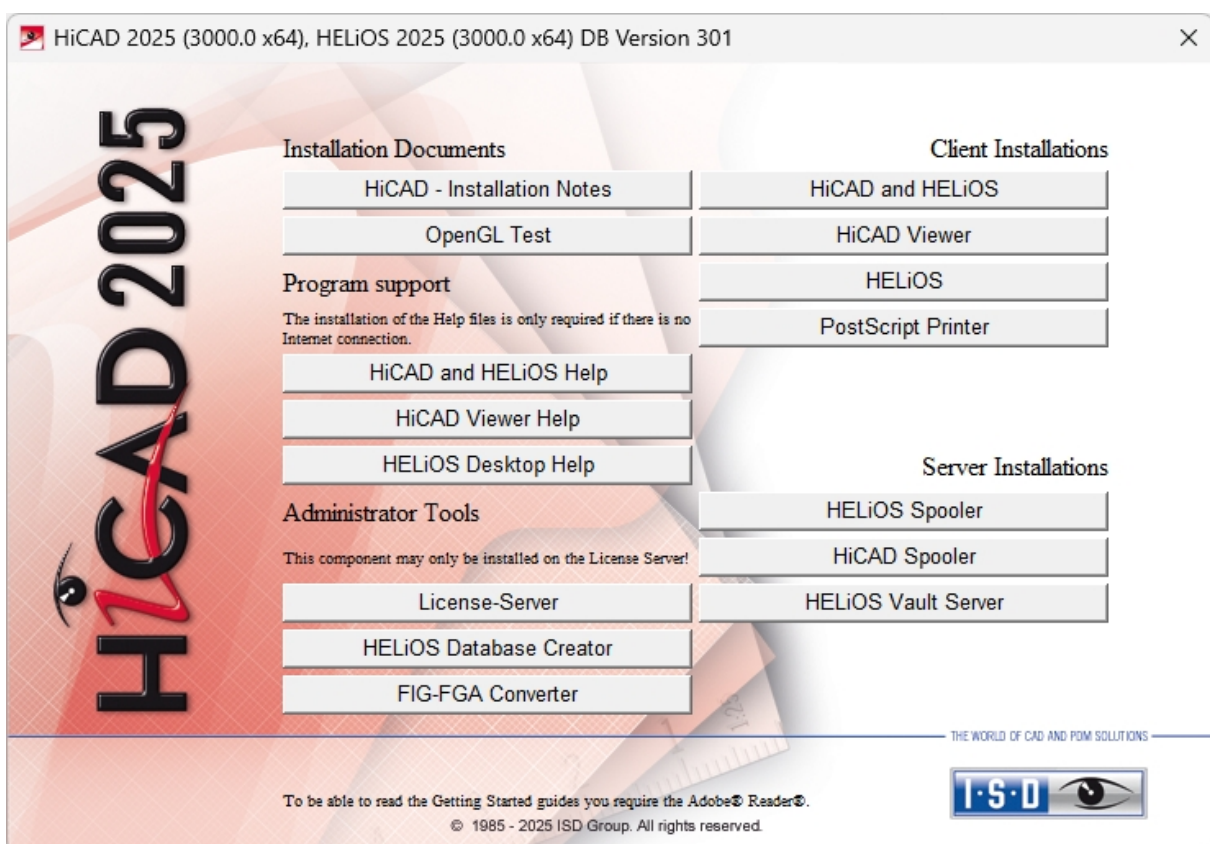 HiCAD 2025 (3000.0 x64), HELiOS 2025 (3000.0 x64) DB Version 301
HiCAD 2025
Installation Documents
HiCAD - Installation Notes
OpenGL Test
Program support
The installation of the Help files is only required if there is no
Internet connection.
HiCAD and HELiOS Help
HiCAD Viewer Help
HELiOS Desktop Help
Administrator Tools
This component may only be installed on the License Server!
License-Server
HELiOS Database Creator
FIG-FGA Converter
Client Installations
HiCAD and HELiOS
HiCAD Viewer
HELiOS
PostScript Printer
Server Installations
HELiOS Spooler
HiCAD Spooler
HELiOS Vault Server
THE WORLD OF CAD AND PDM SOLUTIONS
I·S·D
To be able to read the Getting Started guides you require the Adobe® Reader®.
© 1985 - 2025 ISD Group. All rights reserved.